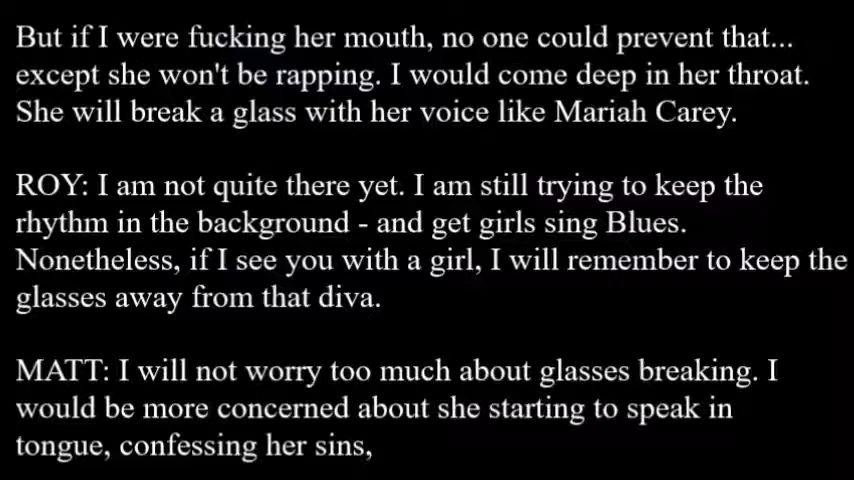 But if I were fucking her mouth, no one could prevent that...
except she won't be rapping. I would come deep in her throat.
She will break a glass with her voice like Mariah Carey.
ROY: I am not quite there yet. I am still trying to keep the
rhythm in the background - and get girls sing Blues.
Nonetheless, if I see you with a girl, I will remember to keep the
glasses away from that diva.
MATT: I will not worry too much about glasses breaking. I
would be more concerned about she starting to speak in
tongue, confessing her sins,